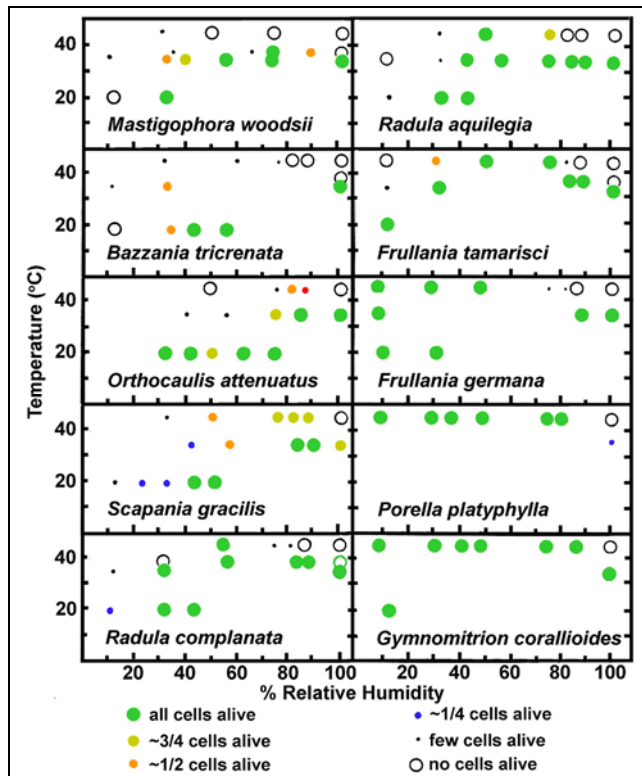 40
20
Mastigophora woodsii
Radula aquilegia
40
20
Bazzania tricrenata
Frullania tamarisci
40
20
Orthocaulis attenuatus
Frullania germana
40
20
Scapania gracilis
Porella platyphylla
40
20
Radula complanata
Gymnomitrion corallioides
Temperature (°C)
20 40 60 80 100 20 40 60 80 100
% Relative Humidity
all cells alive
~3/4 cells alive
~1/2 cells alive
~1/4 cells alive
few cells alive
no cells alive